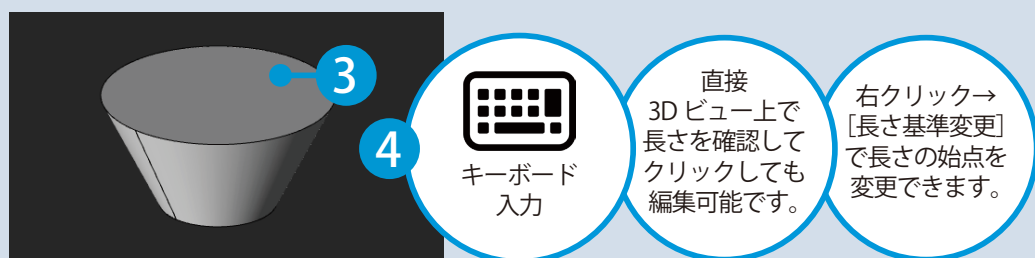 3
4
キーボード
入力
直接
3D ビュー上で
長さを確認して
クリックしても
編集可能です。
右クリック→
[長さ基準変更]
で長さの始点を
変更できます。